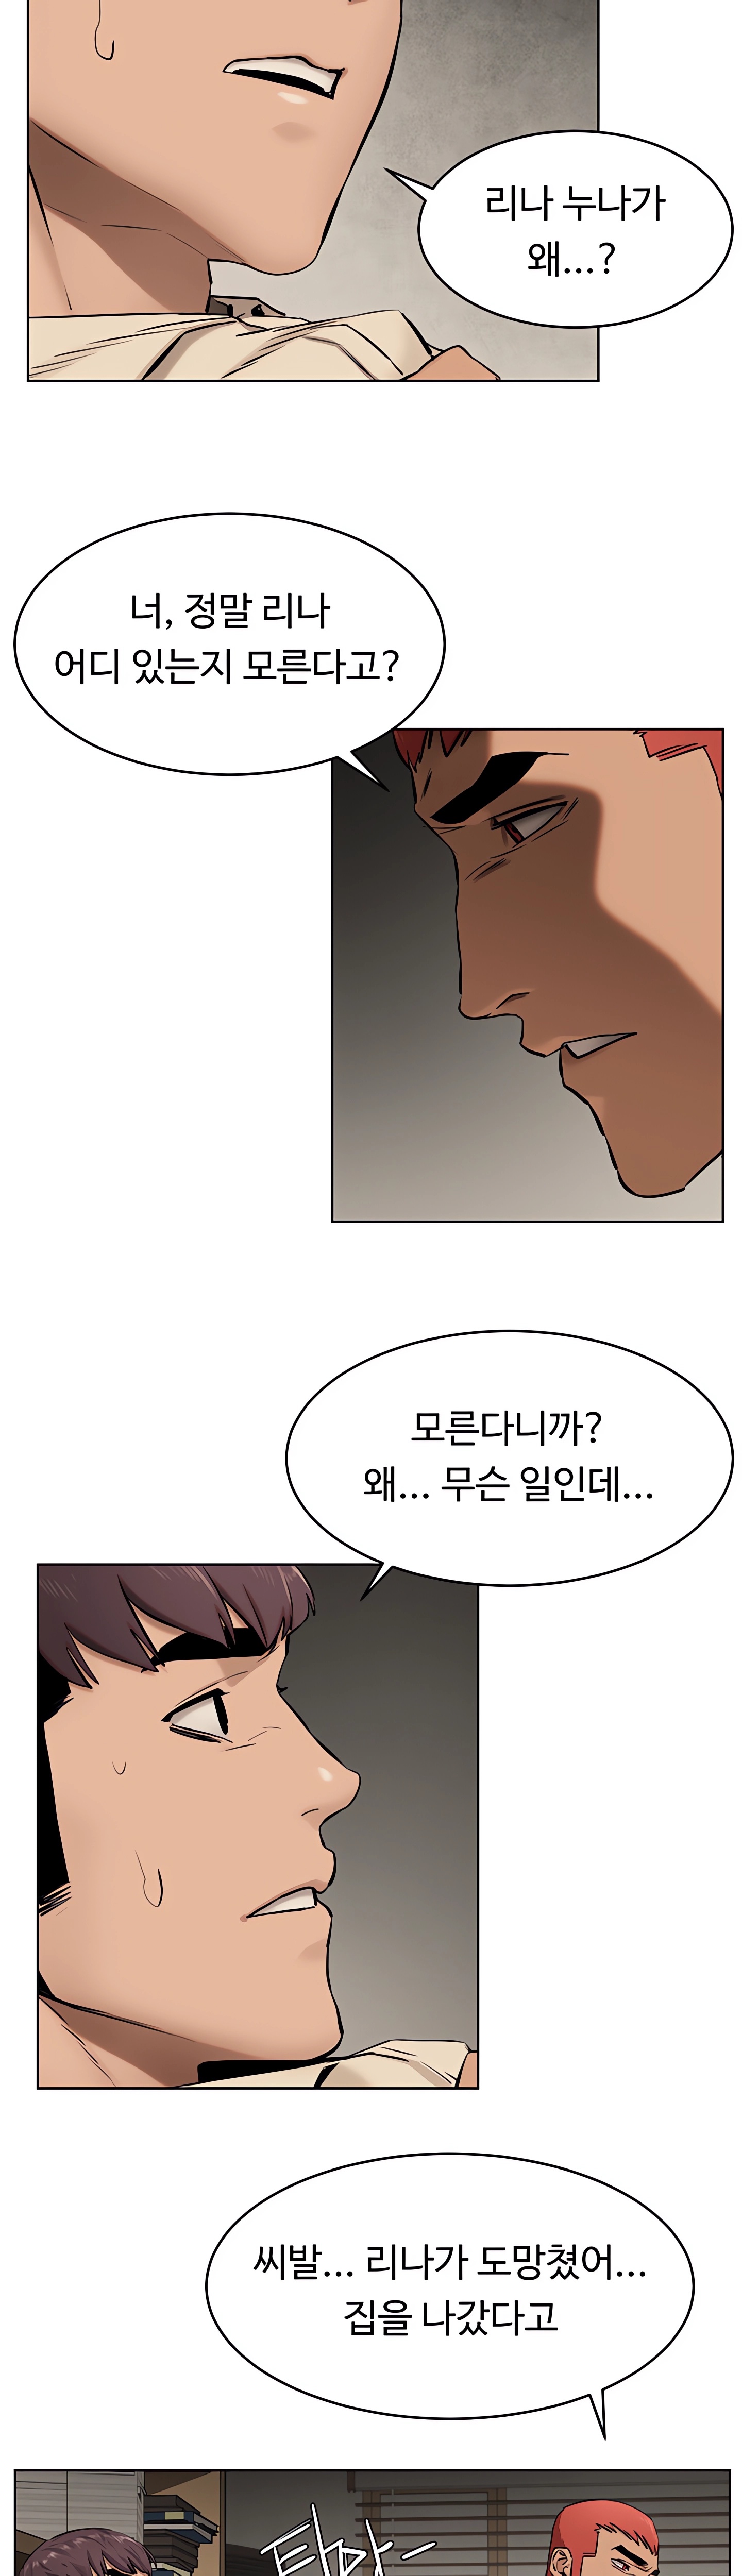 리나 누나가
왜...?
너, 정말 리나
어디 있는지 모른다고?
모른다니까?
왜... 무슨 일인데...
씨발... 리나가 도망쳤어...
집을 나갔다고